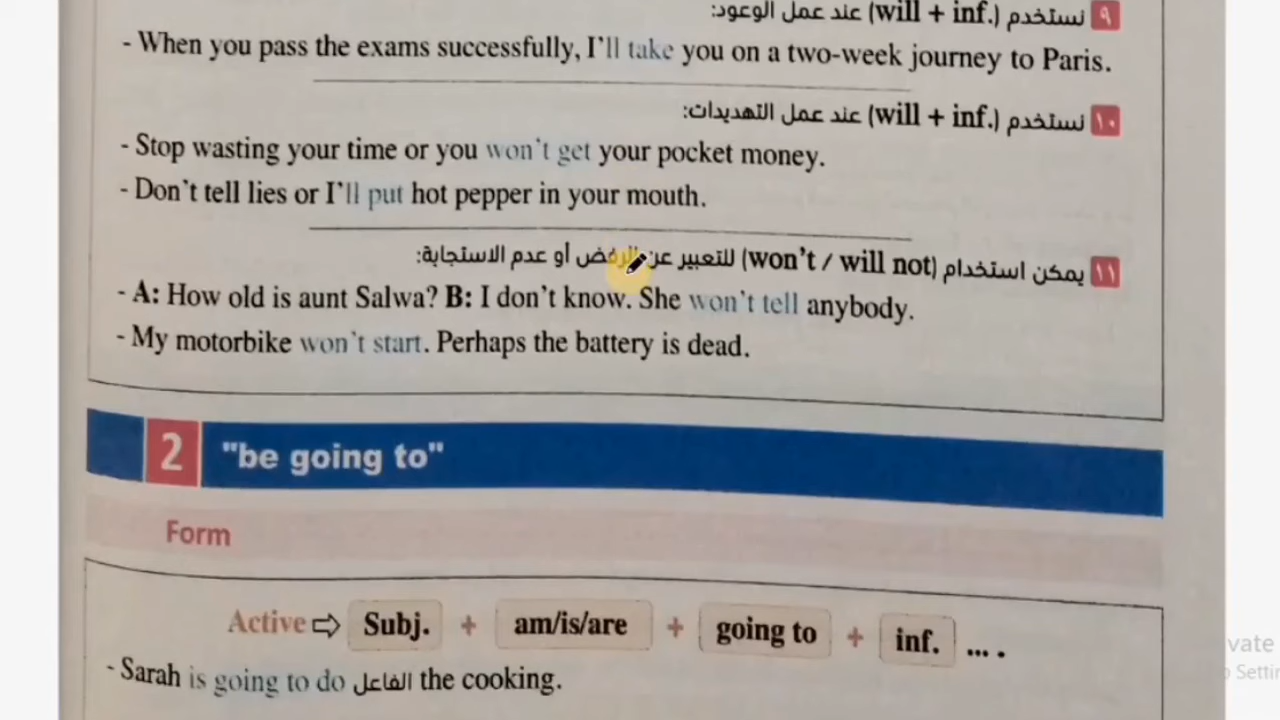 ٩ نستخدم (will + inf.) عند عمل الوعود:
- When you pass the exams successfully, I'll take you on a two-week journey to Paris.
١٠ نستخدم (will + inf.) عند عمل التهديدات:
- Stop wasting your time or you won't get your pocket money.
- Don't tell lies or I'll put hot pepper in your mouth.
١١ يمكن استخدام (won't / will not) للتعبير عن الرفض أو عدم الاستجابة:
- A: How old is aunt Salwa? B: I don't know. She won't tell anybody.
- My motorbike won't start. Perhaps the battery is dead.
2 "be going to"
Form
Active ⇨ Subj. + am/is/are + going to + inf. ... .
- Sarah is going to do الفاعل the cooking.